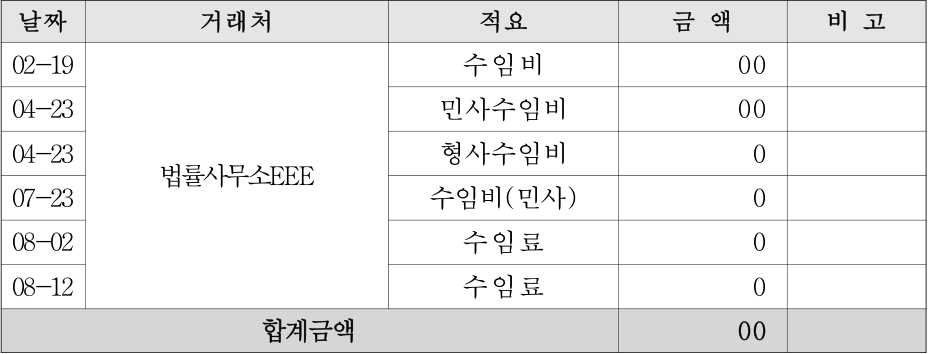 날짜 거래처 적요 금 액 비 고
02-19 수임비 00
04-23 민사수임비 00
04-23 형사수임비 0
법률사무소EEE
07-23 수임비(민사) 0
08-02 수임료 0
08-12 수임료 0
합계금액 00